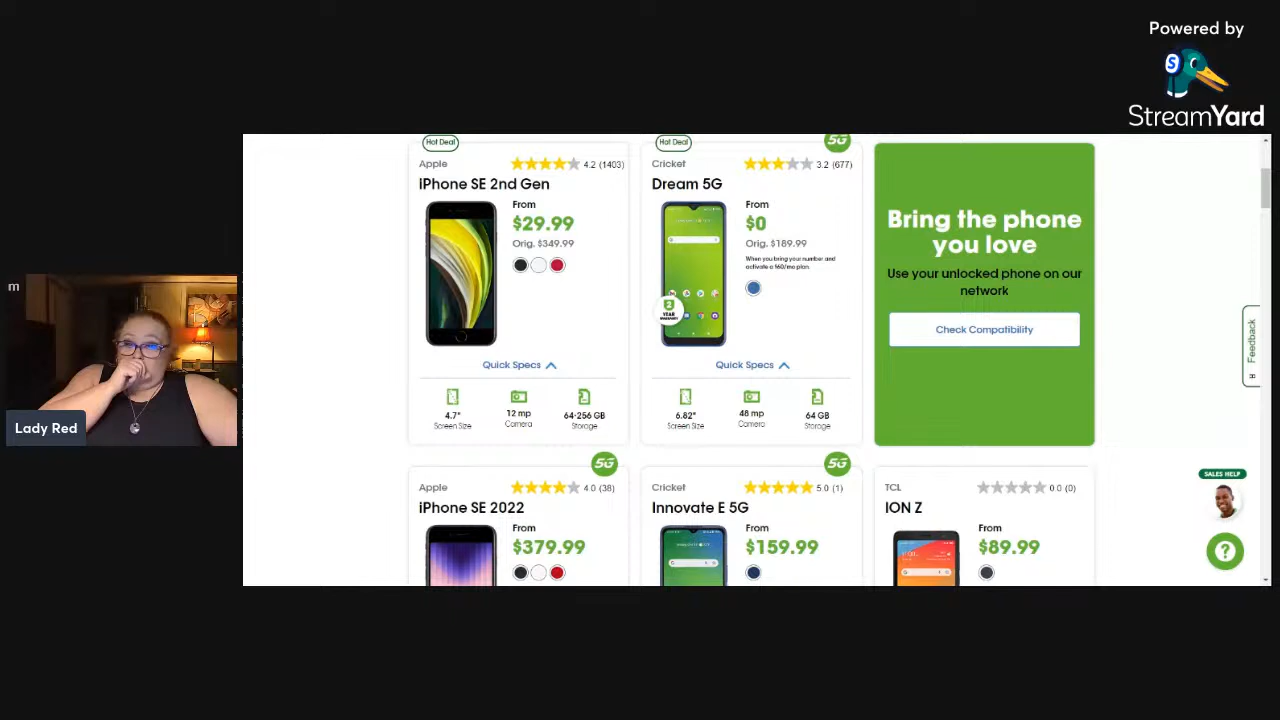 Powered by
StreamYard
Hot Deal
Apple
4.2 (1403)
iPhone SE 2nd Gen
From
$29.99
Orig. $349.99
Quick Specs
4.7"
Screen Size
12 mp
Camera
64-256 GB
Storage
Hot Deal
5G
Cricket
3.2 (677)
Dream 5G
From
$0
Orig. $189.99
When you bring your number and
activate a $60/mo plan.
2
YEAR
WARRANTY
Quick Specs
6.82"
Screen Size
48 mp
Camera
64 GB
Storage
Bring the phone
you love
Use your unlocked phone on our
network
Check Compatibility
Feedback
m
Lady Red
5G
Apple
4.0 (38)
iPhone SE 2022
From
$379.99
5G
Cricket
5.0 (1)
Innovate E 5G
From
$159.99
TCL
0.0 (0)
ION Z
From
$89.99
SALES HELP
?